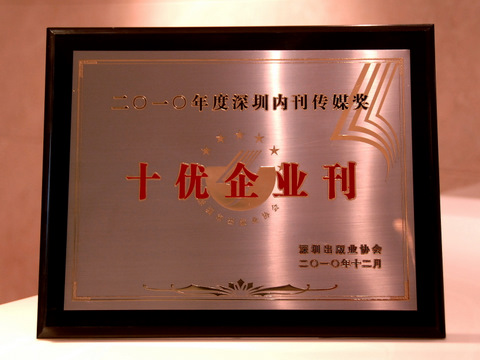 二〇一〇年度深圳内刊传媒奖
十优企业刊
深圳出版业协会
二〇一〇年十二月